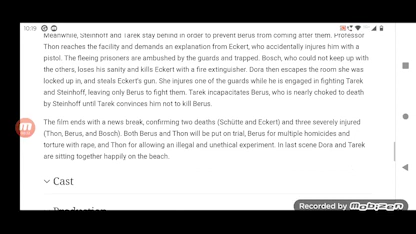 10:19
Meanwhile, Steinhoff and Tarek stay behind in order to prevent Berus from coming after them. Professor
Thon reaches the facility and demands an explanation from Eckert, who accidentally injures him with a
pistol. The fleeing prisoners are ambushed by the guards and trapped. Bosch, who could not keep up with
the others, loses his sanity and kills Eckert with a fire extinguisher. Dora then escapes the room she was
locked up in, and steals Eckert's gun. She injures one of the guards while he is engaged in fighting Tarek
and Steinhoff, leaving only Berus to fight them. Tarek incapacitates Berus, who is nearly choked to death
by Steinhoff until Tarek convinces him not to kill Berus.
The film ends with a news break, confirming two deaths (Schütte and Eckert) and three severely injured
(Thon, Berus, and Bosch). Both Berus and Thon will be put on trial, Berus for multiple homicides and
torture with rape, and Thon for allowing an illegal and unethical experiment. In last scene Dora and Tarek
are sitting together happily on the beach.
Cast
Production
Recorded by Mobizen